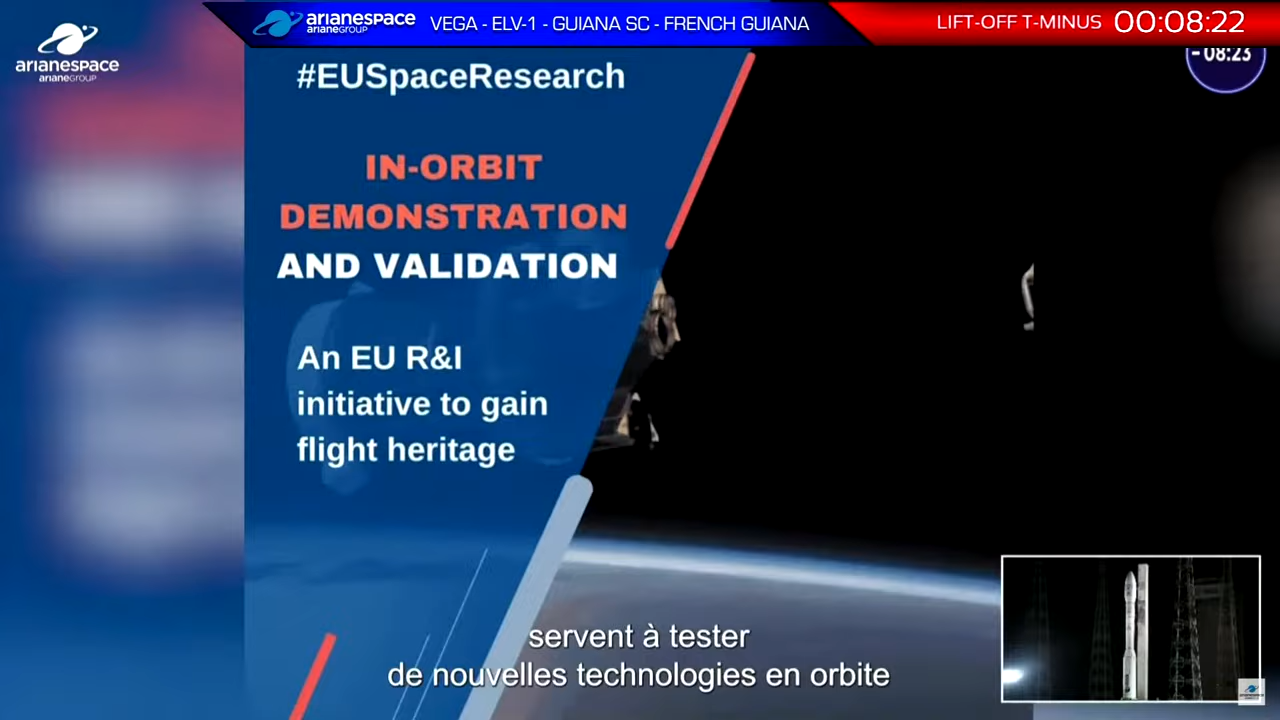 arianespace
arianeGROUP
arianespace
arianeGROUP
VEGA - ELV-1 - GUIANA SC - FRENCH GUIANA
LIFT-OFF T-MINUS 00:08:22
- 08:23
#EUSpaceResearch
IN-ORBIT
DEMONSTRATION
AND VALIDATION
An EU R&I
initiative to gain
flight heritage
servent à tester
de nouvelles technologies en orbite